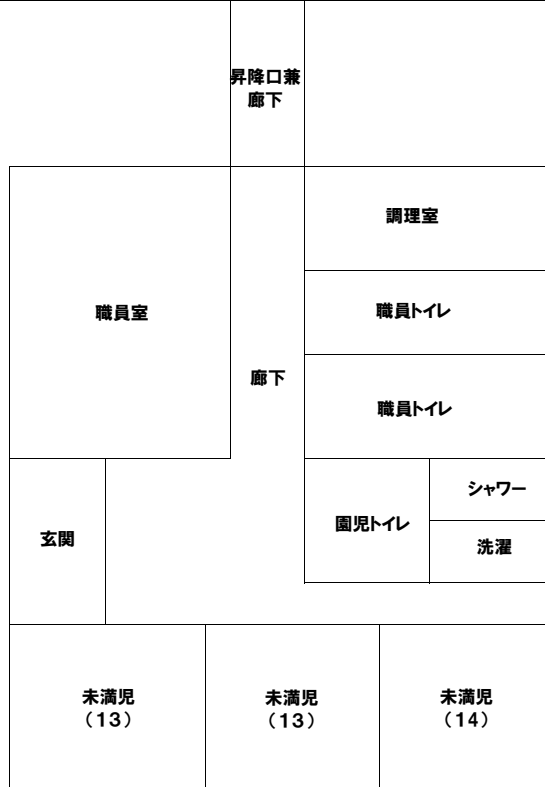 昇降口兼
廊下
調理室
職員室
職員トイレ
廊下
職員トイレ
シャワー
園児トイレ
玄関
洗濯
未満児
（１３）
未満児
（１３）
未満児
（１４）